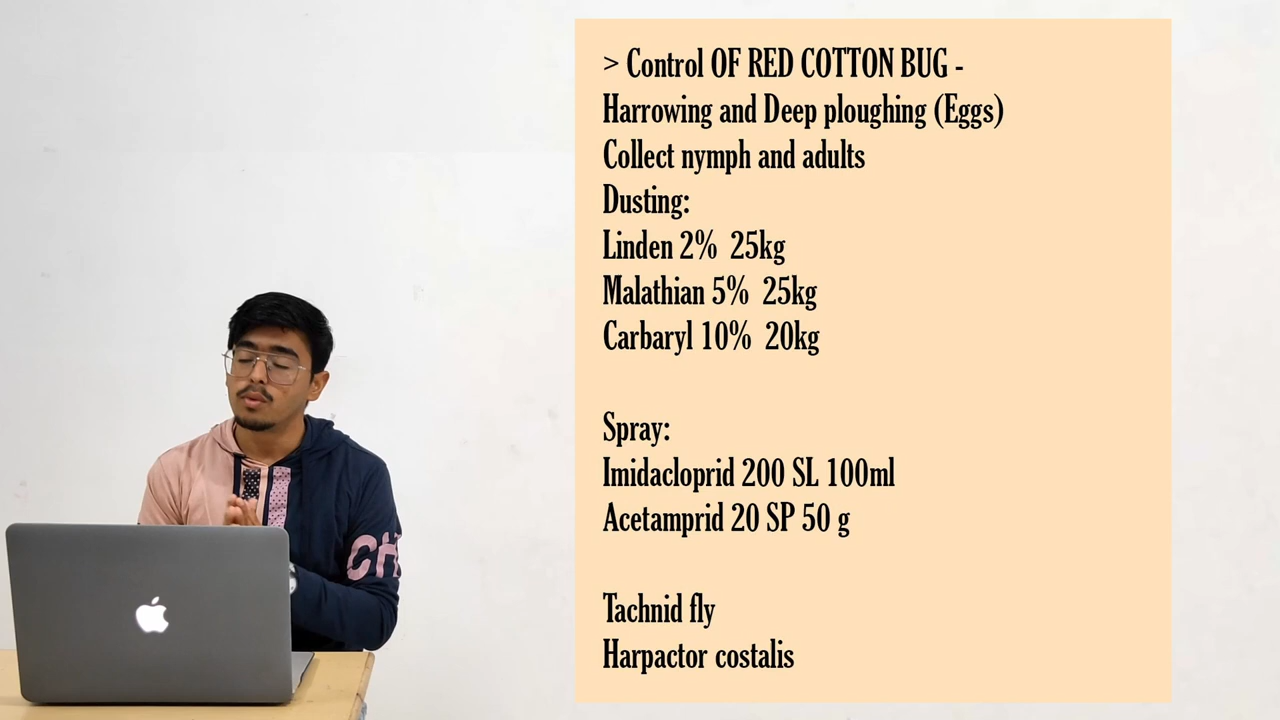 > Control OF RED COTTON BUG -
Harrowing and Deep ploughing (Eggs)
Collect nymph and adults
Dusting:
Linden 2% 25kg
Malathian 5% 25kg
Carbaryl 10% 20kg
Spray:
Imidacloprid 200 SL 100ml
Acetamprid 20 SP 50 g
Tachnid fly
Harpactor costalis
CH